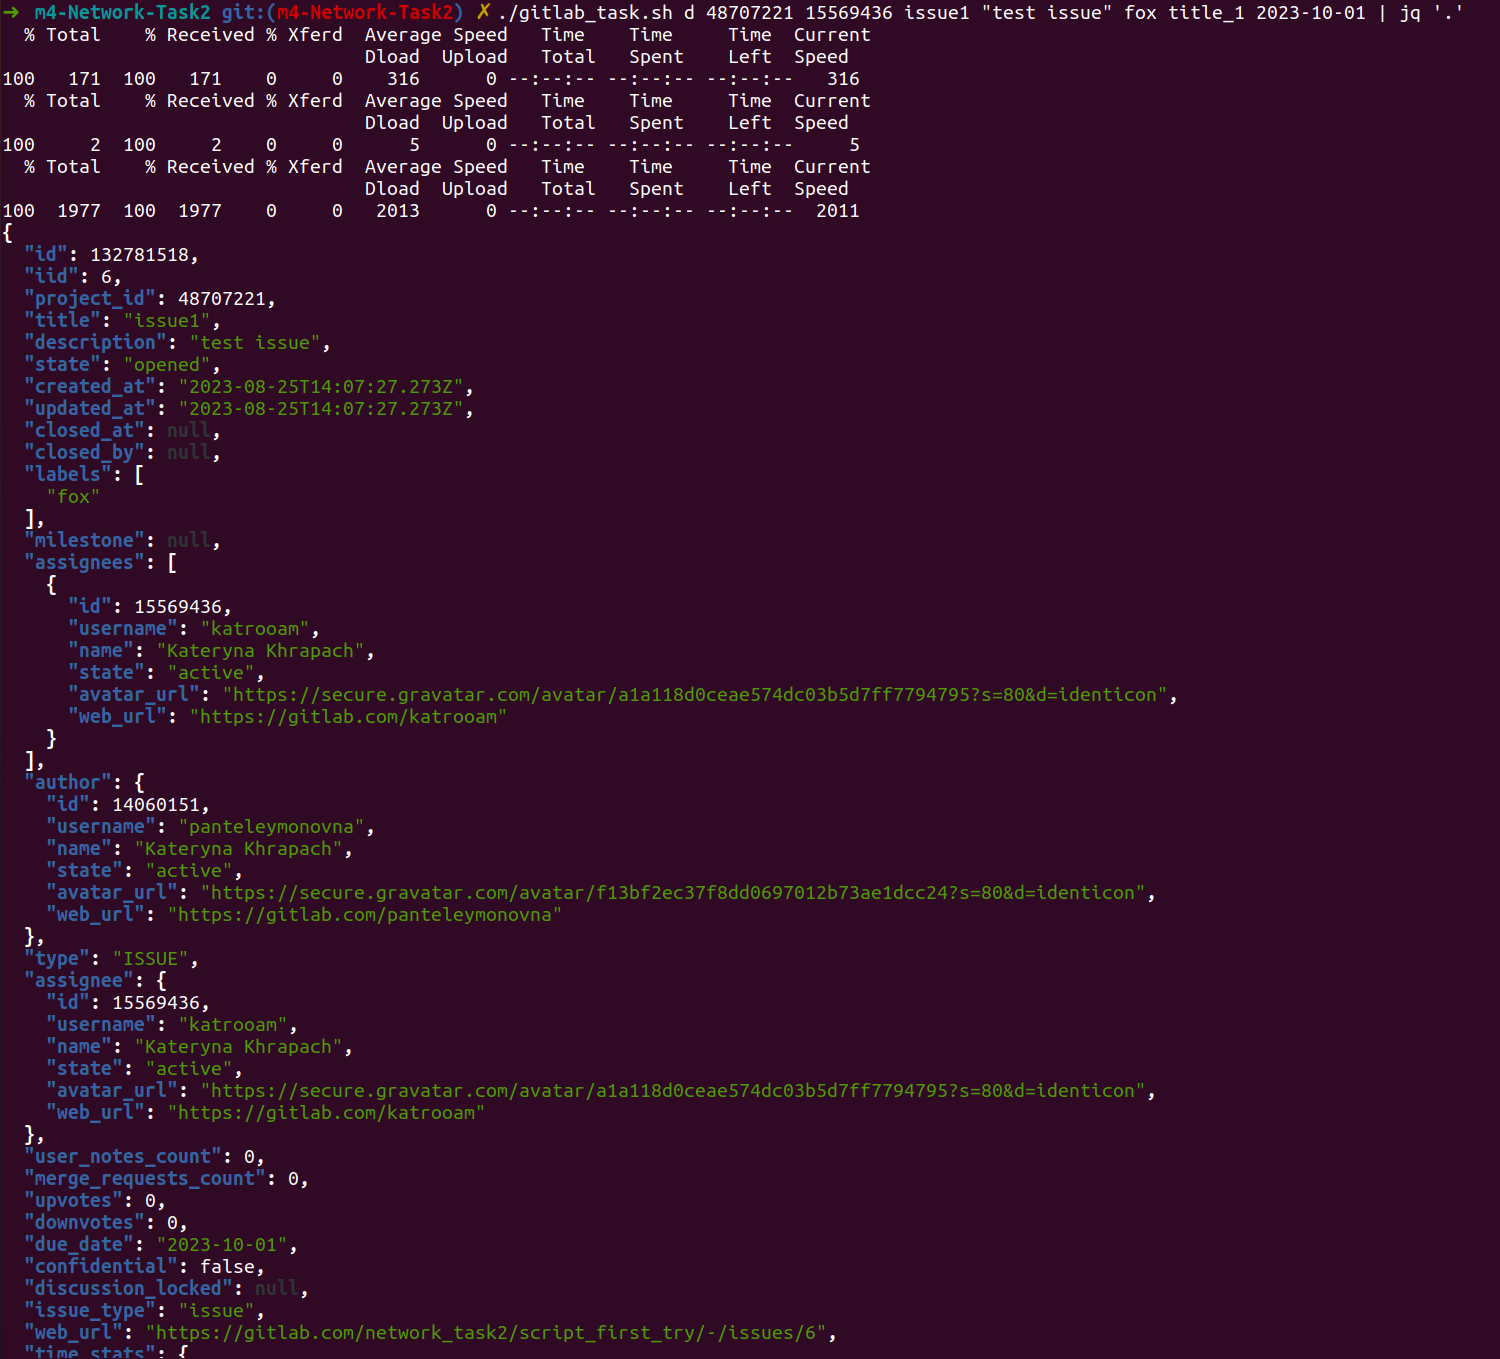 ➜  m4-Network-Task2 git:(m4-Network-Task2) ✗ ./gitlab_task.sh d 48707221 15569436 issue1 "test issue" fox title_1 2023-10-01 | jq '.'
  % Total    % Received % Xferd  Average Speed   Time    Time     Time  Current
                                 Dload  Upload   Total   Spent    Left  Speed
100   171  100   171    0     0    316      0 --:--:-- --:--:-- --:--:--   316
  % Total    % Received % Xferd  Average Speed   Time    Time     Time  Current
                                 Dload  Upload   Total   Spent    Left  Speed
100     2  100     2    0     0      5      0 --:--:-- --:--:-- --:--:--     5
  % Total    % Received % Xferd  Average Speed   Time    Time     Time  Current
                                 Dload  Upload   Total   Spent    Left  Speed
100  1977  100  1977    0     0   2013      0 --:--:-- --:--:-- --:--:--  2011
{
  "id": 132781518,
  "iid": 6,
  "project_id": 48707221,
  "title": "issue1",
  "description": "test issue",
  "state": "opened",
  "created_at": "2023-08-25T14:07:27.273Z",
  "updated_at": "2023-08-25T14:07:27.273Z",
  "closed_at": null,
  "closed_by": null,
  "labels": [
    "fox"
  ],
  "milestone": null,
  "assignees": [
    {
      "id": 15569436,
      "username": "katrooam",
      "name": "Kateryna Khrapach",
      "state": "active",
      "avatar_url": "https://secure.gravatar.com/avatar/a1a118d0ceae574dc03b5d7ff7794795?s=80&d=identicon",
      "web_url": "https://gitlab.com/katrooam"
    }
  ],
  "author": {
    "id": 14060151,
    "username": "panteleymonovna",
    "name": "Kateryna Khrapach",
    "state": "active",
    "avatar_url": "https://secure.gravatar.com/avatar/f13bf2ec37f8dd0697012b73ae1dcc24?s=80&d=identicon",
    "web_url": "https://gitlab.com/panteleymonovna"
  },
  "type": "ISSUE",
  "assignee": {
    "id": 15569436,
    "username": "katrooam",
    "name": "Kateryna Khrapach",
    "state": "active",
    "avatar_url": "https://secure.gravatar.com/avatar/a1a118d0ceae574dc03b5d7ff7794795?s=80&d=identicon",
    "web_url": "https://gitlab.com/katrooam"
  },
  "user_notes_count": 0,
  "merge_requests_count": 0,
  "upvotes": 0,
  "downvotes": 0,
  "due_date": "2023-10-01",
  "confidential": false,
  "discussion_locked": null,
  "issue_type": "issue",
  "web_url": "https://gitlab.com/network_task2/script_first_try/-/issues/6",
  "time_stats": {